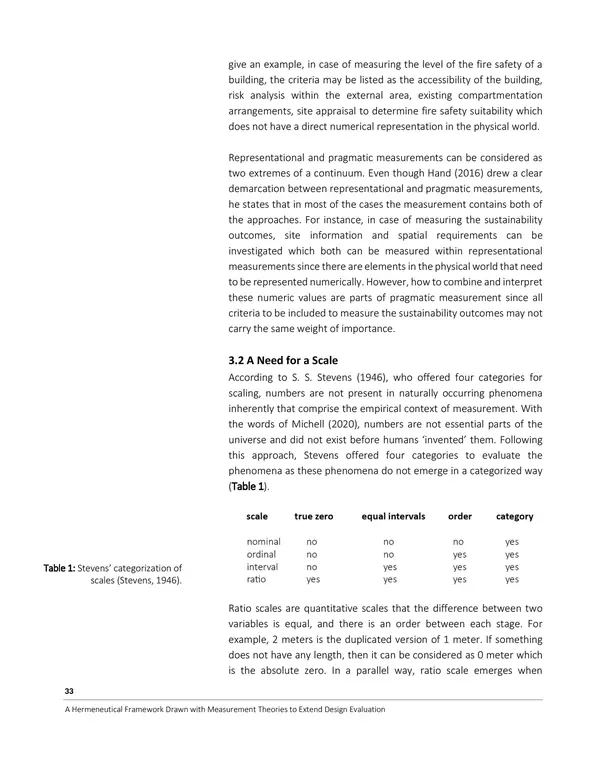 give an example, in case of measuring the level of the fire safety of a
building, the criteria may be listed as the accessibility of the building,
risk analysis within the external area, existing compartmentation
arrangements, site appraisal to determine fire safety suitability which
does not have a direct numerical representation in the physical world.
Representational and pragmatic measurements can be considered as
two extremes of a continuum. Even though Hand (2016) drew a clear
demarcation between representational and pragmatic measurements,
he states that in most of the cases the measurement contains both of
the approaches. For instance, in case of measuring the sustainability
outcomes, site information and spatial requirements can be
investigated which both can be measured within representational
measurements since there are elements in the physical world that need
to be represented numerically. However, how to combine and interpret
these numeric values are parts of pragmatic measurement since all
criteria to be included to measure the sustainability outcomes may not
carry the same weight of importance.
3.2 A Need for a Scale
According to S. S. Stevens (1946), who offered four categories for
scaling, numbers are not present in naturally occurring phenomena
inherently that comprise the empirical context of measurement. With
the words of Michell (2020), numbers are not essential parts of the
universe and did not exist before humans ‘invented’ them. Following
this approach, Stevens offered four categories to evaluate the
phenomena as these phenomena do not emerge in a categorized way
(Table 1).
scale true zero equal intervals order category
nominal no no no yes
ordinal no no yes yes
interval no yes yes yes
ratio yes yes yes yes
Table 1: Stevens’ categorization of
scales (Stevens, 1946).
Ratio scales are quantitative scales that the difference between two
variables is equal, and there is an order between each stage. For
example, 2 meters is the duplicated version of 1 meter. If something
does not have any length, then it can be considered as 0 meter which
is the absolute zero. In a parallel way, ratio scale emerges when
33
A Hermeneutical Framework Drawn with Measurement Theories to Extend Design Evaluation